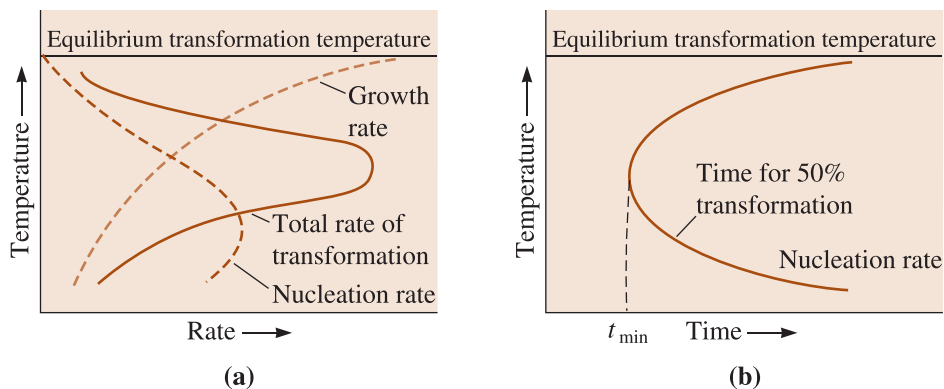 Equilibrium transformation temperature
Growth
rate
Total rate of
transformation
Nucleation rate
Temperature
Rate
(a)
Equilibrium transformation temperature
Time for 50%
transformation
Nucleation rate
Temperature
t min
Time
(b)